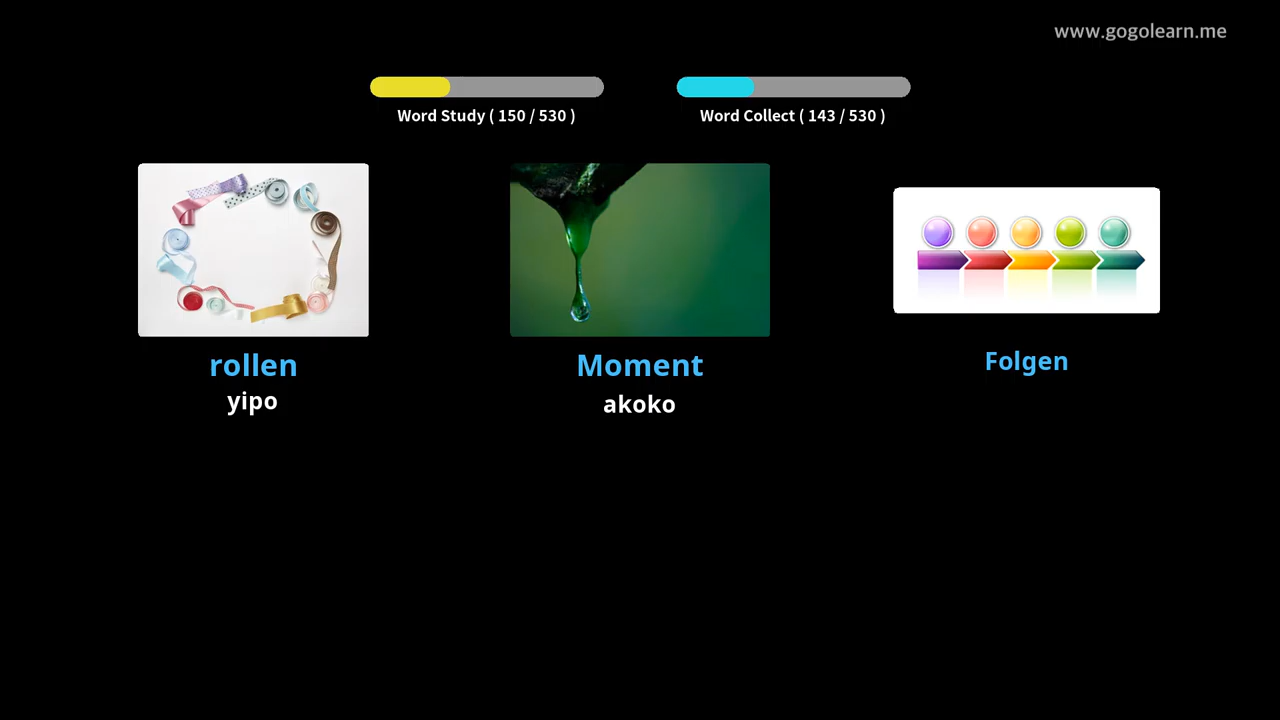 www.gogolearn.me
Word Study ( 150 / 530 )
Word Collect ( 143 / 530 )
rollen
yipo
Moment
akoko
Folgen